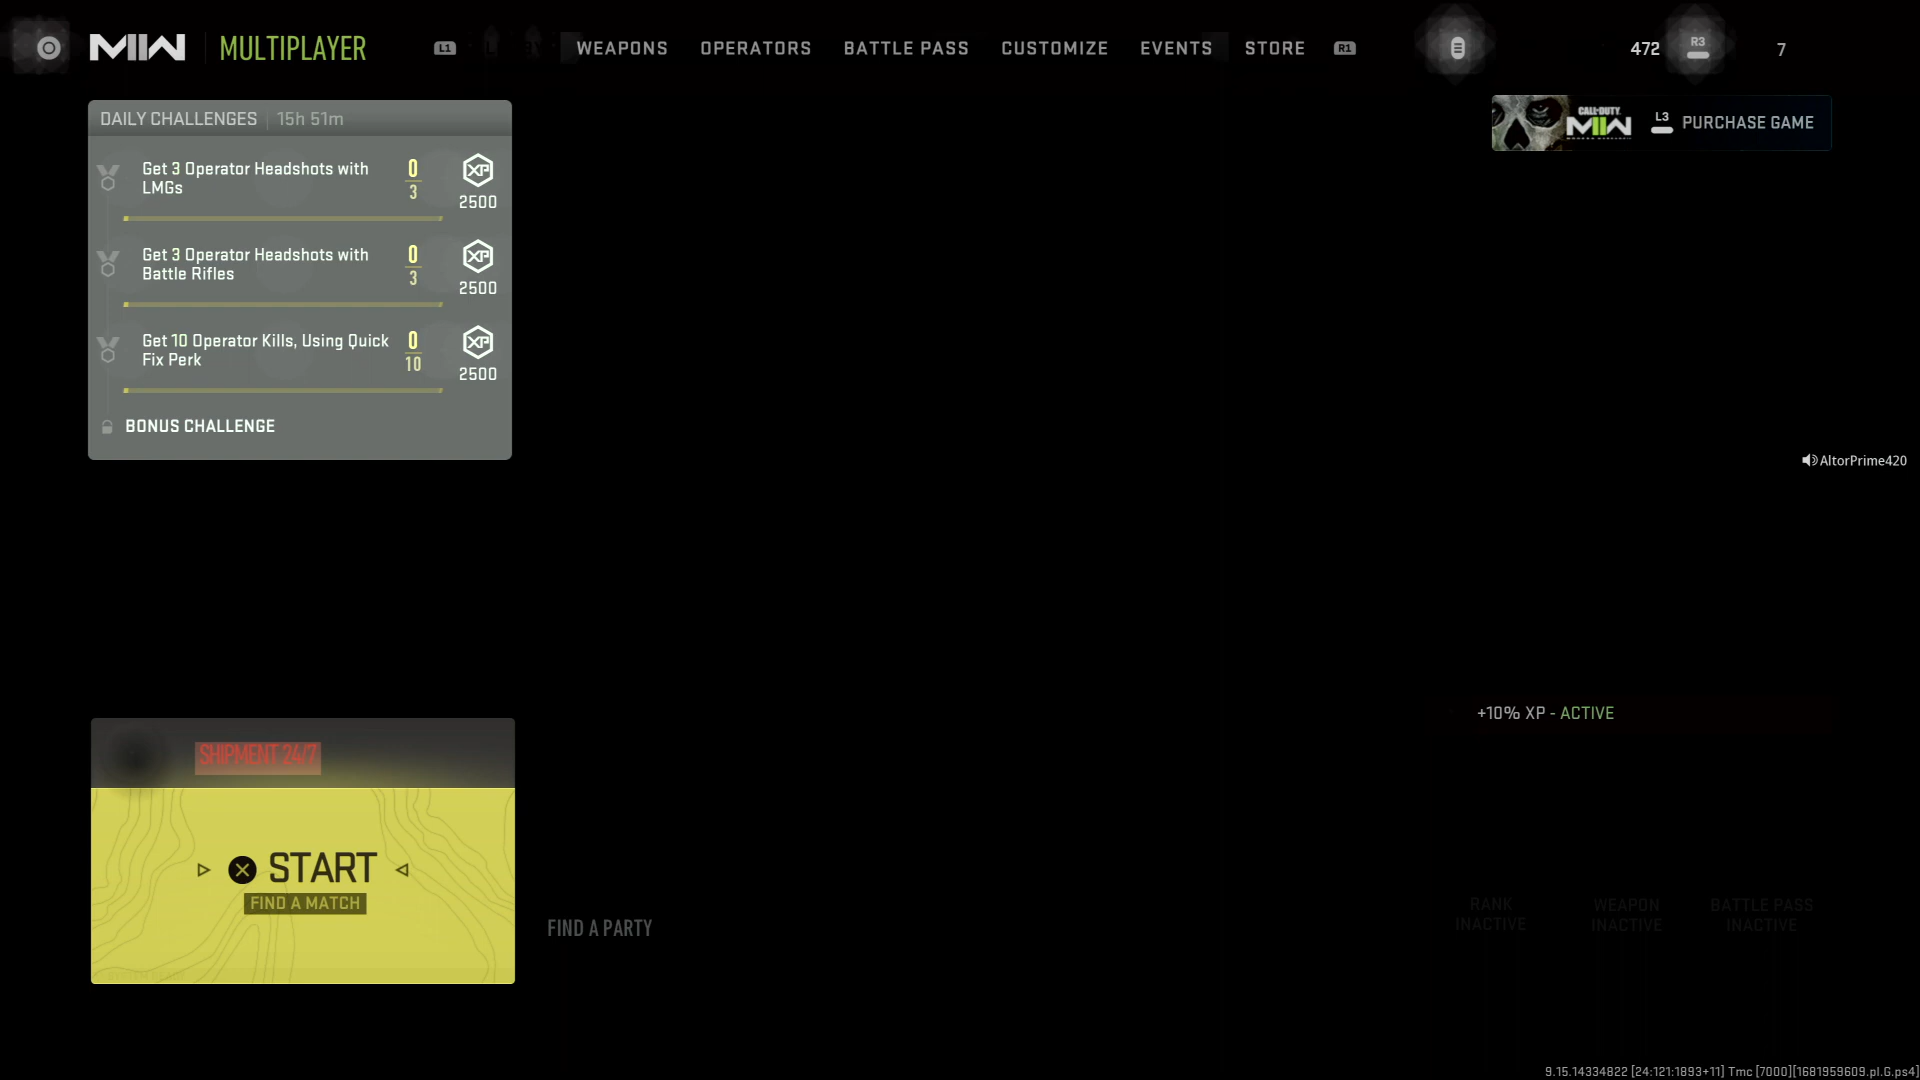 MW MULTIPLAYER
L1 WEAPONS OPERATORS BATTLE PASS CUSTOMIZE EVENTS STORE R1
472 R3 7
DAILY CHALLENGES 15h 51m
Get 3 Operator Headshots with
LMGs
0
3
XP
2500
Get 3 Operator Headshots with
Battle Rifles
0
3
XP
2500
Get 10 Operator Kills, Using Quick
Fix Perk
0
10
XP
2500
BONUS CHALLENGE
CALL OF DUTY
MWII
L3 PURCHASE GAME
AltorPrime420
+10% XP - ACTIVE
SHIPMENT 24/7
START
FIND A MATCH
FIND A PARTY
RANK
INACTIVE
WEAPON
INACTIVE
BATTLE PASS
INACTIVE
9.15.14334822 [24:121:1893+11] Tmc [7000][1681959609.pl.G.ps4]